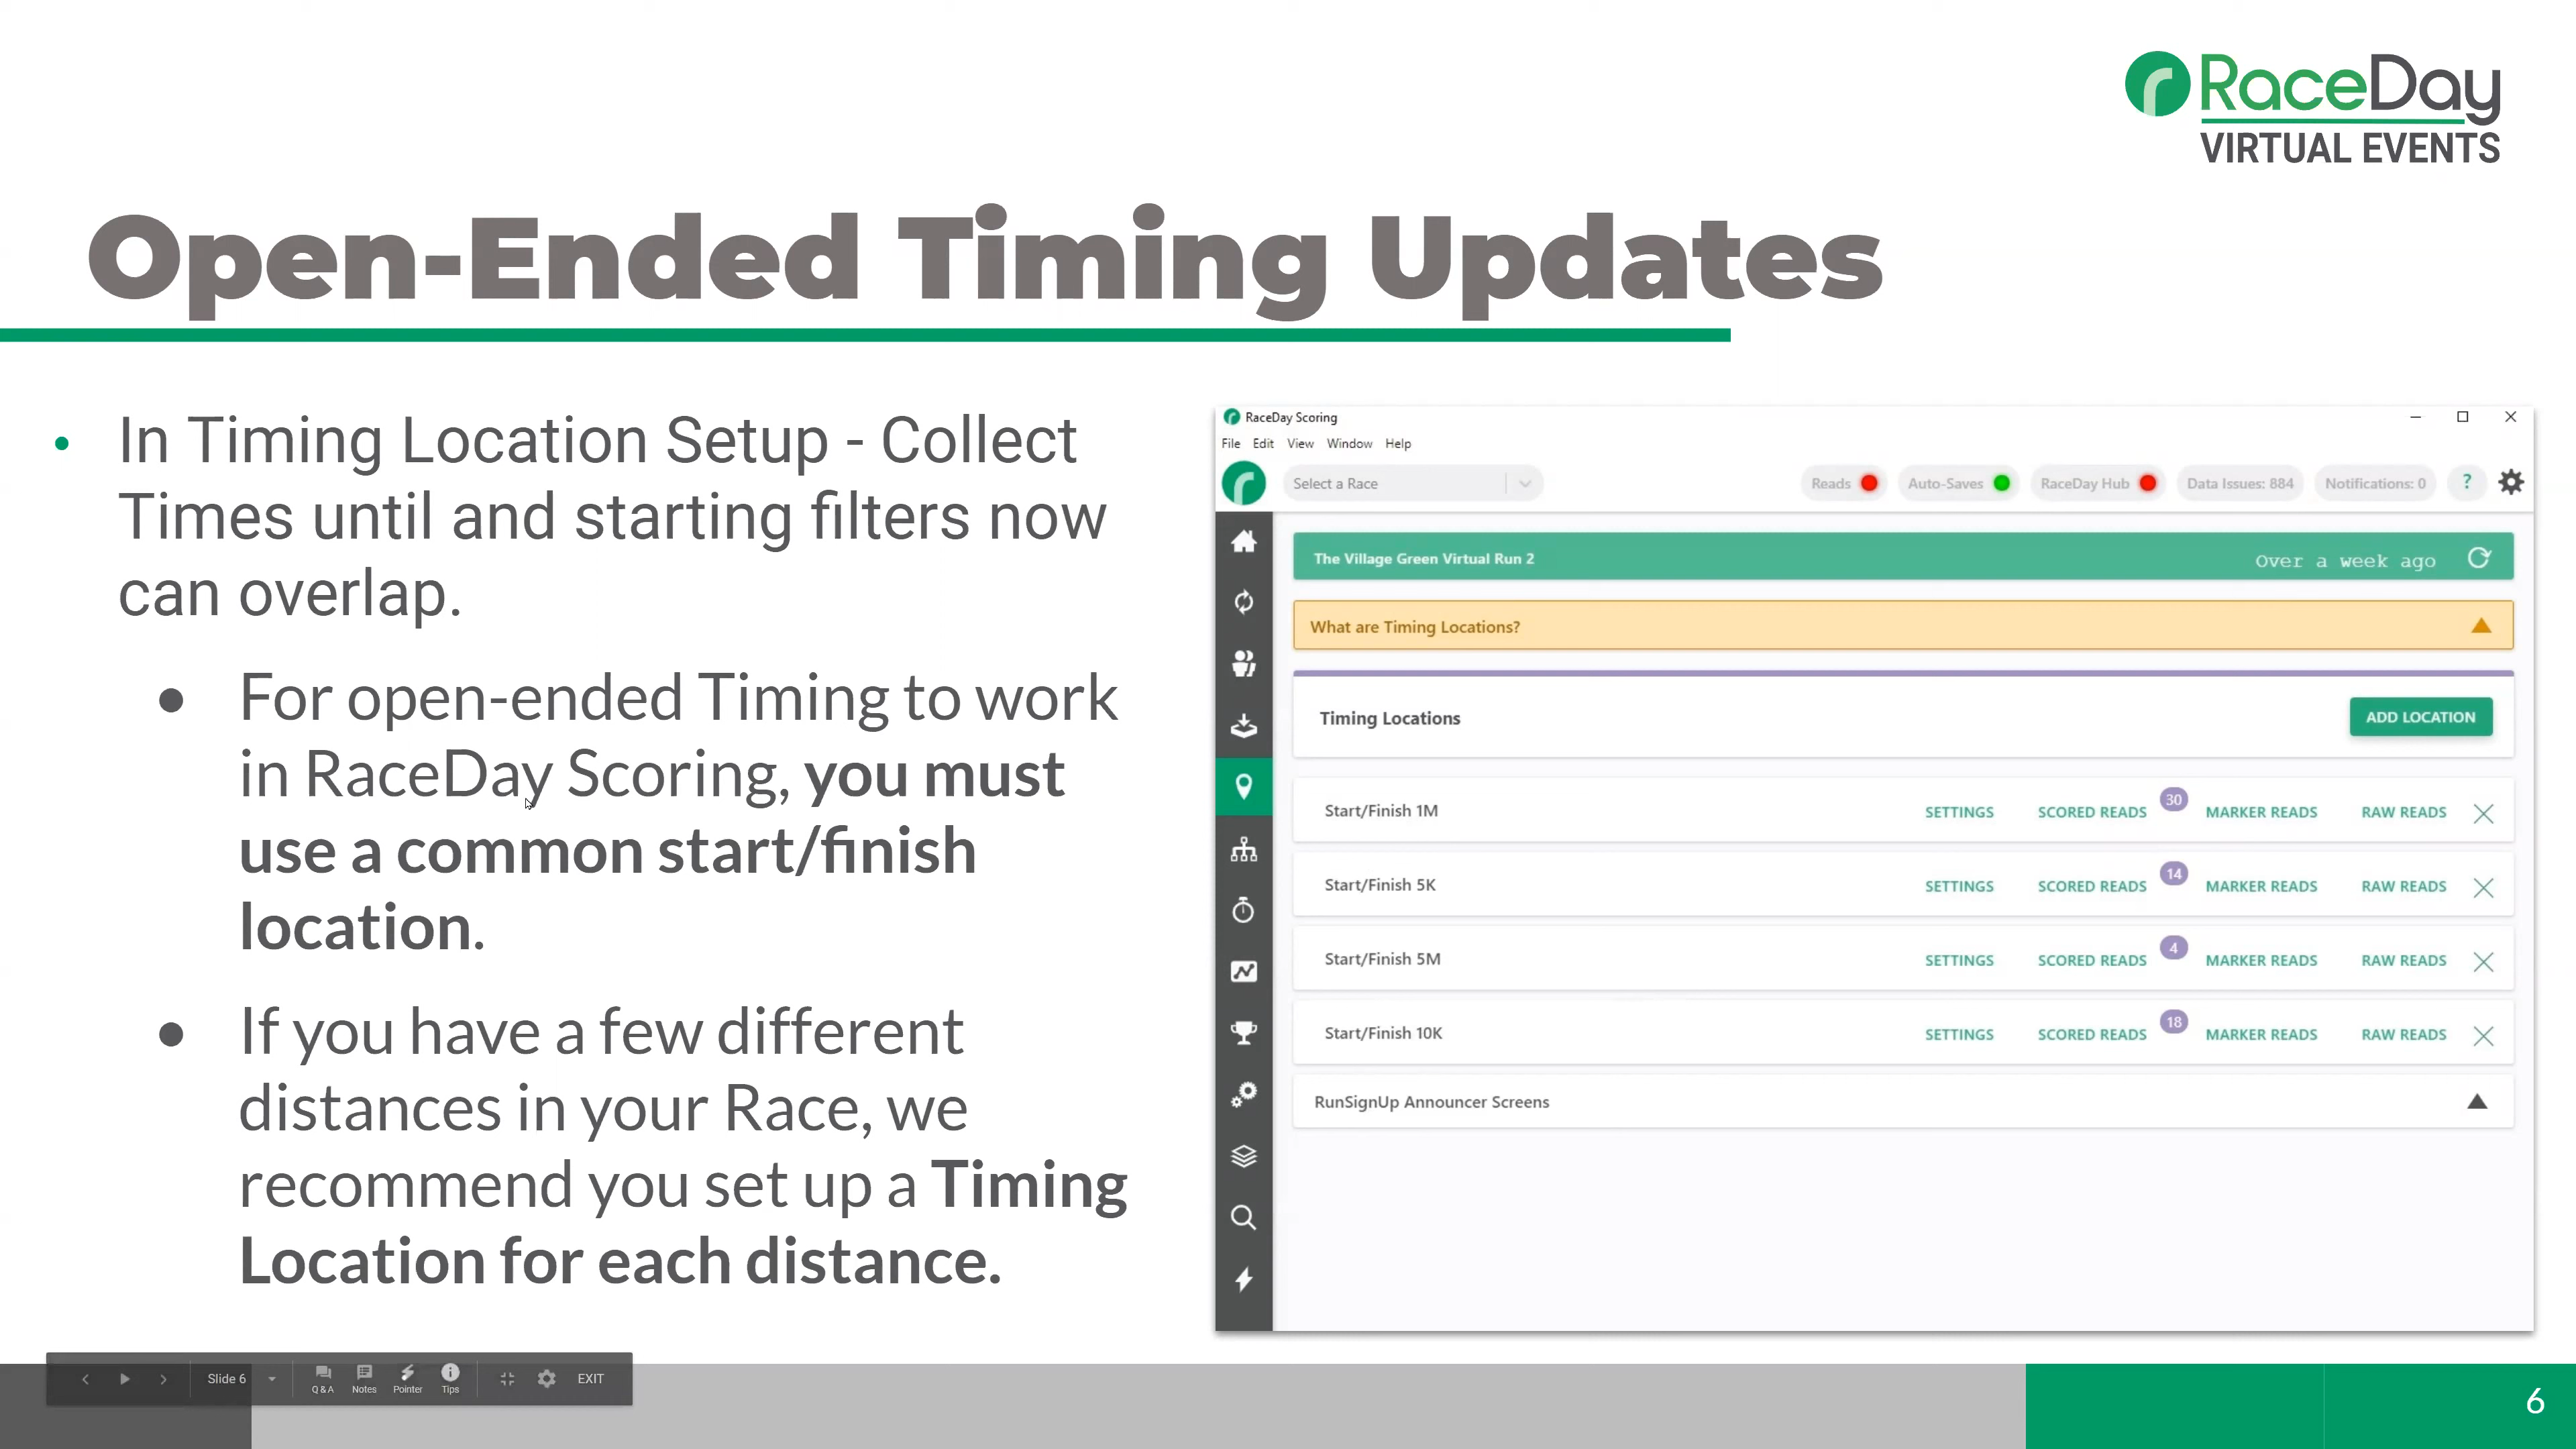 RaceDay
VIRTUAL EVENTS
Open-Ended Timing Updates
• In Timing Location Setup - Collect
Times until and starting filters now
can overlap.
● For open-ended Timing to work
in RaceDay Scoring, you must
use a common start/finish
location.
● If you have a few different
distances in your Race, we
recommend you set up a Timing
Location for each distance.
RaceDay Scoring
File Edit View Window Help
Select a Race Reads Auto-Saves RaceDay Hub Data Issues: 884 Notifications: 0 ?
The Village Green Virtual Run 2 Over a week ago
What are Timing Locations?
Timing Locations ADD LOCATION
Start/Finish 1M SETTINGS SCORED READS 30 MARKER READS RAW READS
Start/Finish 5K SETTINGS SCORED READS 14 MARKER READS RAW READS
Start/Finish 5M SETTINGS SCORED READS 4 MARKER READS RAW READS
Start/Finish 10K SETTINGS SCORED READS 18 MARKER READS RAW READS
RunSignUp Announcer Screens
Slide 6 Q&A Notes Pointer Tips EXIT
6